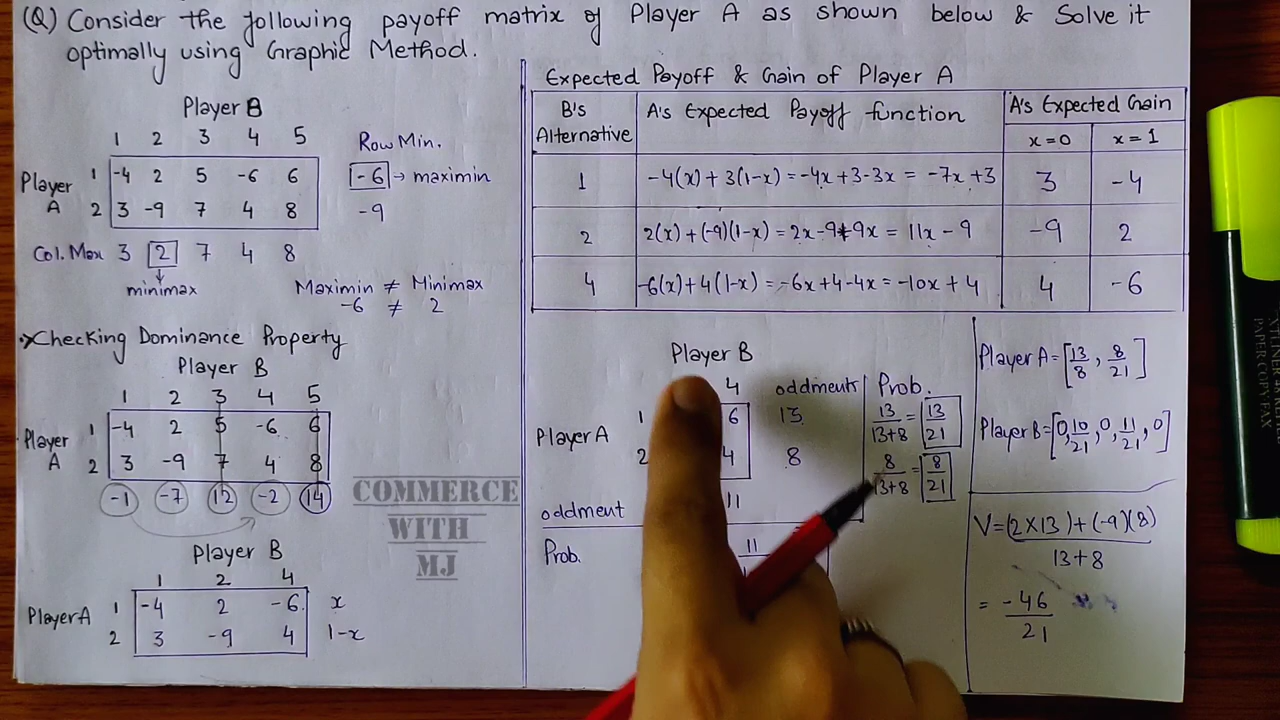 (Q) Consider the following payoff matrix of Player A as shown below & Solve it
optimally using Graphic Method.
Player B
1 2 3 4 5 Row Min.
Player 1 -4 2 5 -6 6 -6 → maximin
A 2 3 -9 7 4 8 -9
Col. Max 3 2 7 4 8
minimax
Maximin ≠ Minimax
-6 ≠ 2
Checking Dominance Property
Player B
1 2 3 4 5
Player 1 -4 2 5 -6 6
A 2 3 -9 7 4 8
-1 -7 12 -2 14
Player B
1 2 4
Player A 1 -4 2 -6 x
2 3 -9 4 1-x
COMMERCE
WITH
MJ
Expected Payoff & Gain of Player A
B's Alternative A's Expected Payoff function A's Expected Gain
x=0 x=1
1 -4(x)+3(1-x)=-4x+3-3x = -7x+3 3 -4
2 2(x)+(-9)(1-x)=2x-9+9x=11x-9 -9 2
4 -6(x)+4(1-x)=-6x+4-4x=-10x+4 4 -6
Player B
4 oddments Prob.
1 6 13 13/13+8 = 13/21
Player A
2 4 8 8/13+8 = 8/21
oddment 11
Prob. 11
Player A = [13/8, 8/21]
Player B = [0, 10/21, 0, 11/21, 0]
V = (2×13)+(-9)(8)/13+8
= -46/21
PAPER COPY FAX